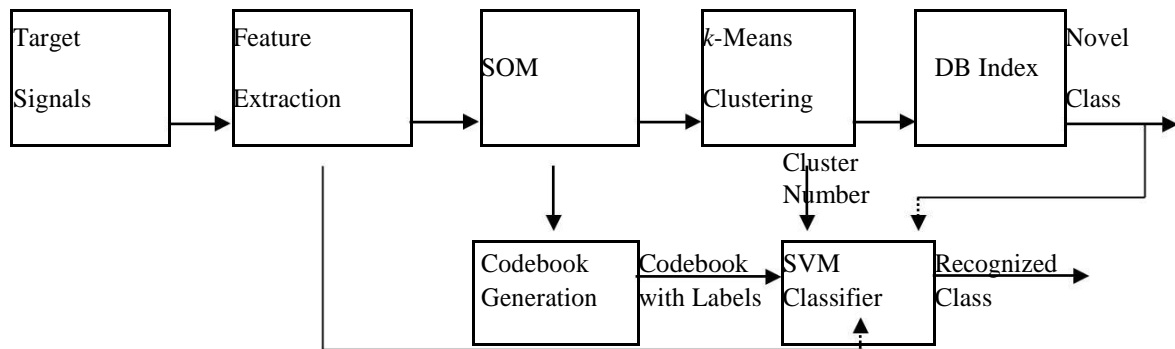 Target
Signals
Feature
Extraction
SOM
k-Means
Clustering
DB Index
Novel
Class
Cluster
Number
Codebook
Generation
Codebook
with Labels
SVM
Classifier
Recognized
Class